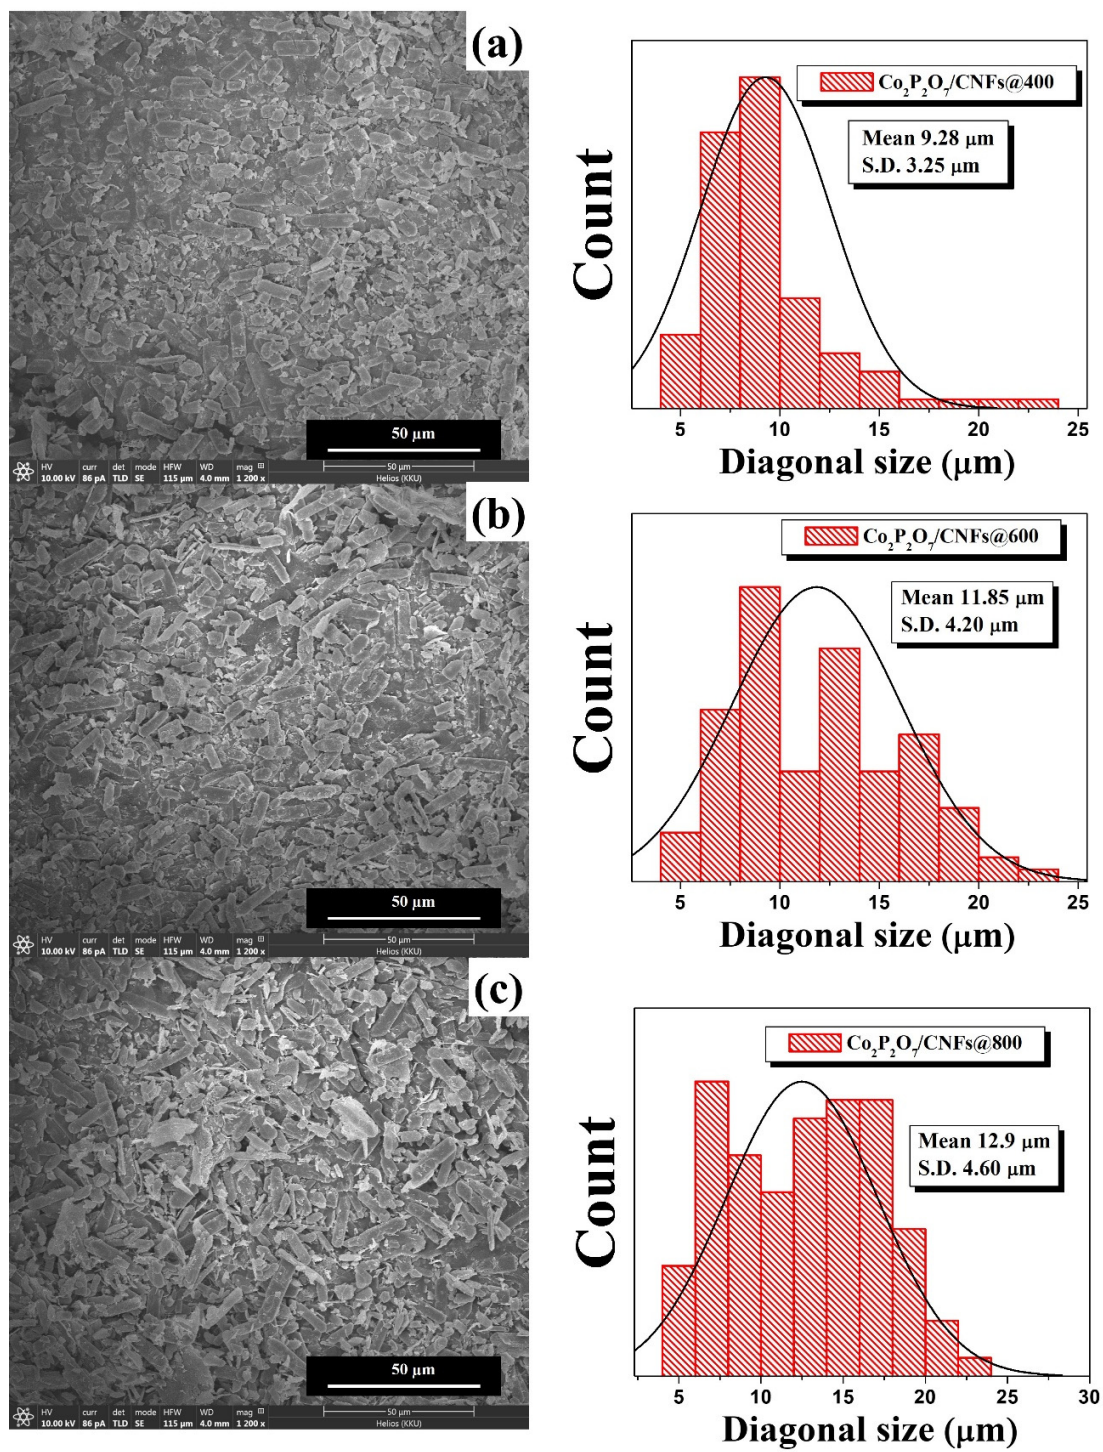 (a)
50 μm
HV curr det mode HFW WD mag
10.00 kV 86 pA TLD SE 115 μm 4.0 mm 1 200 x
50 μm
Helios (KKU)
Count
Co₂P₂O₇/CNFs@400
Mean 9.28 μm
S.D. 3.25 μm
5 10 15 20 25
Diagonal size (μm)
(b)
50 μm
HV curr det mode HFW WD mag
10.00 kV 86 pA TLD SE 115 μm 4.0 mm 1 200 x
50 μm
Helios (KKU)
Count
Co₂P₂O₇/CNFs@600
Mean 11.85 μm
S.D. 4.20 μm
5 10 15 20 25
Diagonal size (μm)
(c)
50 μm
HV curr det mode HFW WD mag
10.00 kV 86 pA TLD SE 115 μm 4.0 mm 1 200 x
50 μm
Helios (KKU)
Count
Co₂P₂O₇/CNFs@800
Mean 12.9 μm
S.D. 4.60 μm
5 10 15 20 25 30
Diagonal size (μm)